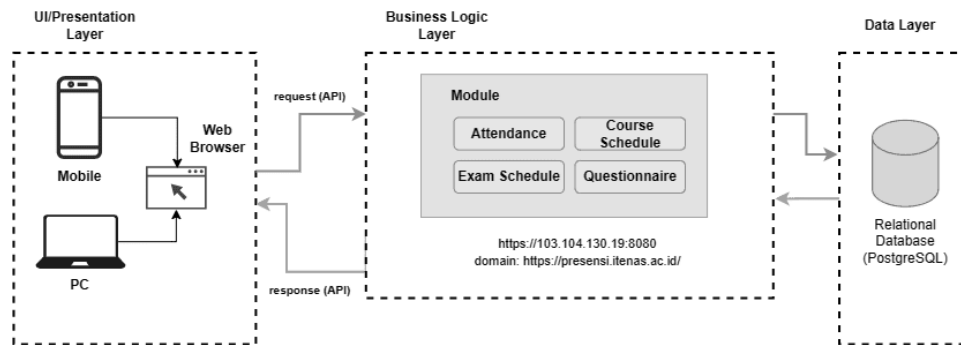 UI/Presentation
Layer
Mobile
Web
Browser
PC
request (API)
response (API)
Business Logic
Layer
Module
Attendance
Course
Schedule
Exam Schedule
Questionnaire
https://103.104.130.19:8080
domain: https://presensi.itenas.ac.id/
Data Layer
Relational
Database
(PostgreSQL)